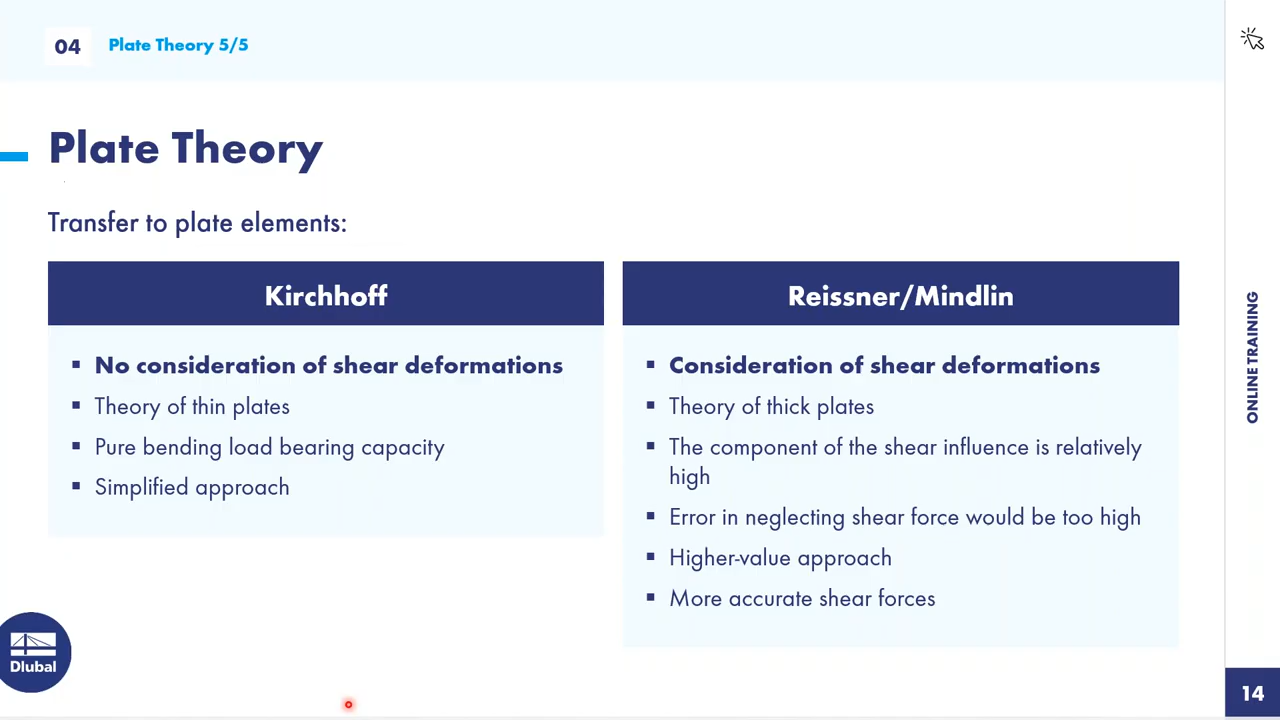 04
Plate Theory 5/5
Plate Theory
Transfer to plate elements:
Kirchhoff
▪ No consideration of shear deformations
▪ Theory of thin plates
▪ Pure bending load bearing capacity
▪ Simplified approach
Reissner/Mindlin
▪ Consideration of shear deformations
▪ Theory of thick plates
▪ The component of the shear influence is relatively
high
▪ Error in neglecting shear force would be too high
▪ Higher-value approach
▪ More accurate shear forces
ONLINE TRAINING
Dlubal
14